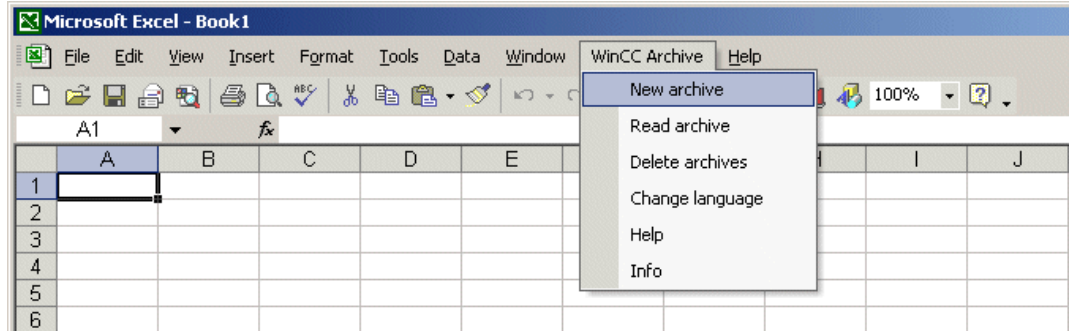 Microsoft Excel - Book1
File Edit View Insert Format Tools Data Window WinCC Archive Help
New archive
100%
Read archive
A1 fx
Delete archives
A B C D E H I J
Change language
Help
Info
1
2
3
4
5
6